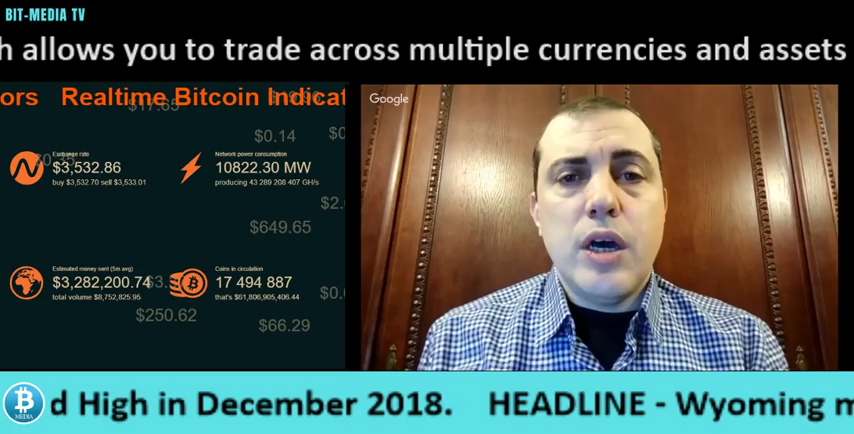 BIT-MEDIA TV
h allows you to trade across multiple currencies and assets
ors Realtime Bitcoin Indicat
$17.65
$0.14
Exchange rate
$3,532.86
buy $3,532.70 sell $3,533.01
Network power consumption
10822.30 MW
producing 43 289 208 407 GH/s
$2.
$649.65
Estimated money sent (5m avg)
$3,282,200.74
total volume $8,752,825.95
$3.
Coins in circulation
17 494 887
that's $61,806,905,406.44
$0.
$250.62
$66.29
Google
B
MEDIA
d High in December 2018. HEADLINE - Wyoming m